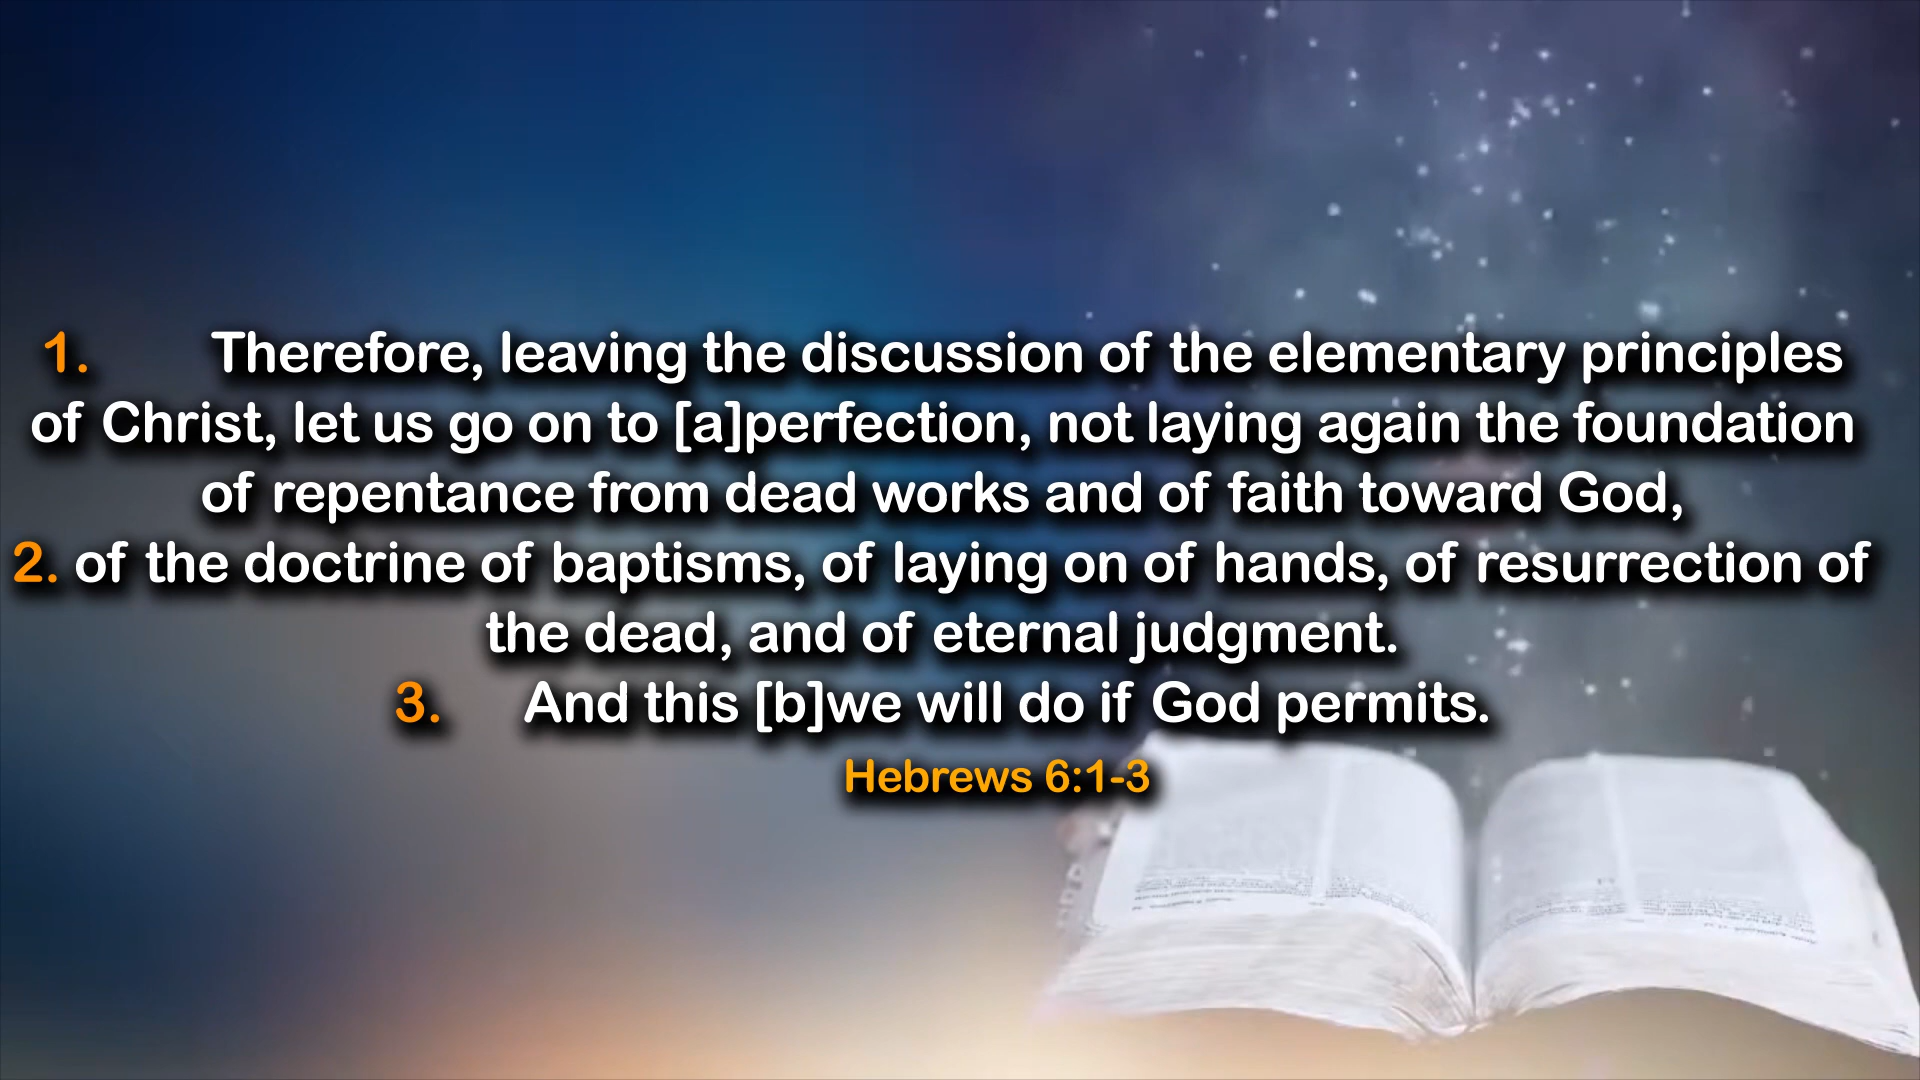 1. Therefore, leaving the discussion of the elementary principles
of Christ, let us go on to [a]perfection, not laying again the foundation
of repentance from dead works and of faith toward God,
2. of the doctrine of baptisms, of laying on of hands, of resurrection of
the dead, and of eternal judgment.
3. And this [b]we will do if God permits.
Hebrews 6:1-3